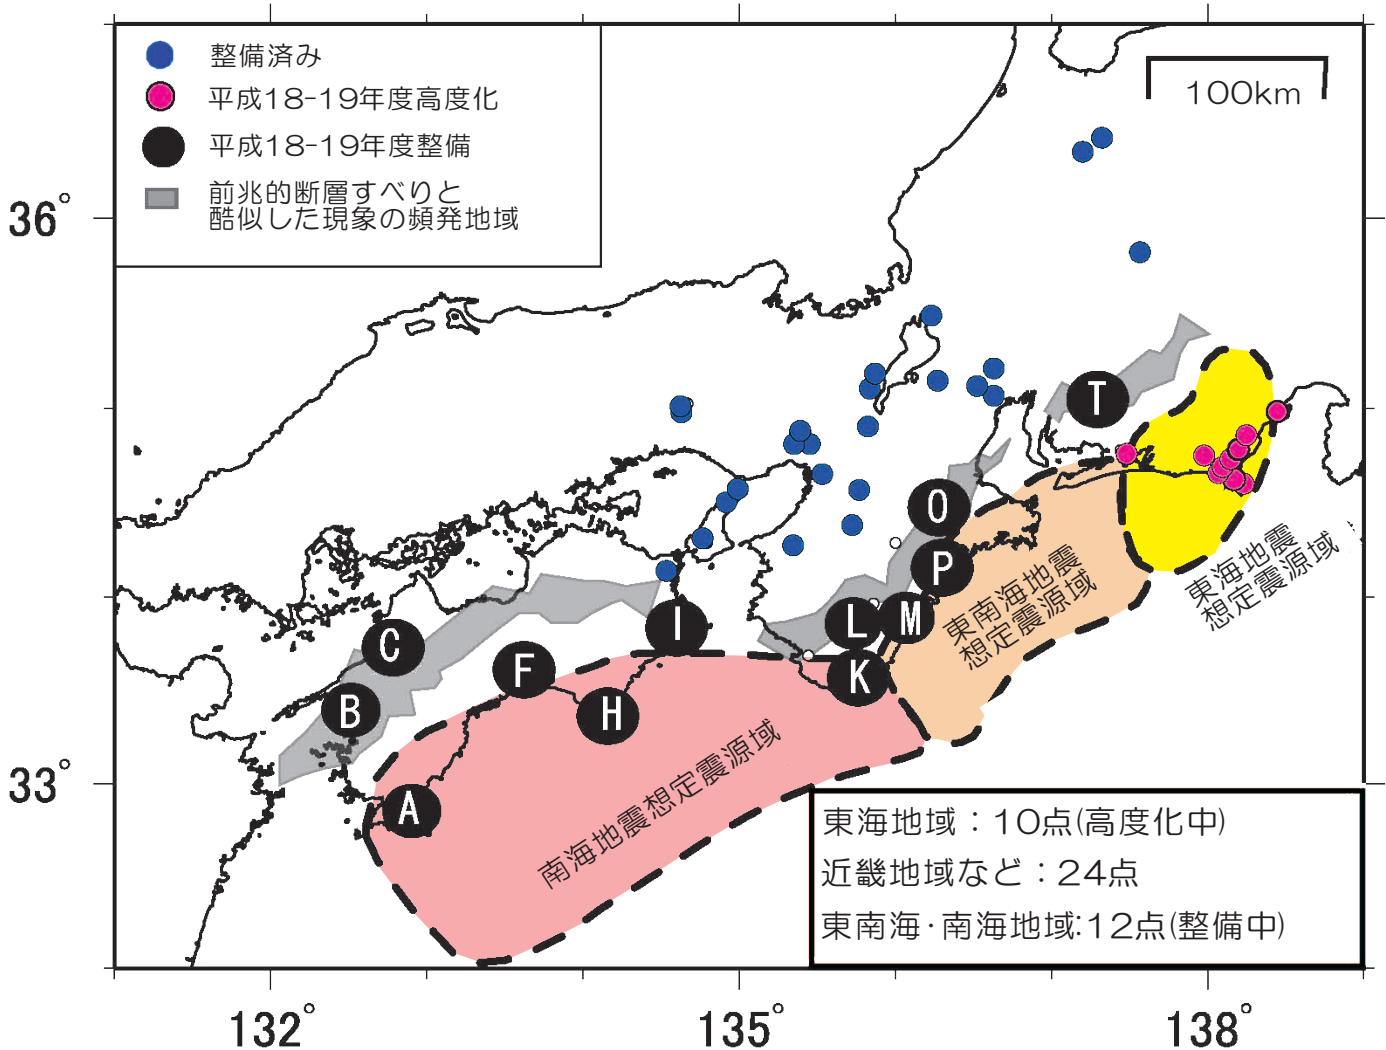 整備済み
平成18-19年度高度化
平成18-19年度整備
前兆的断層すべりと
酷似した現象の頻発地域
100km
36°
33°
132°
135°
138°
T
O
P
I
L
M
C
F
K
B
H
A
東海地震
想定震源域
東南海地震
想定震源域
南海地震想定震源域
東海地域：10点(高度化中)
近畿地域など：24点
東南海・南海地域:12点(整備中)